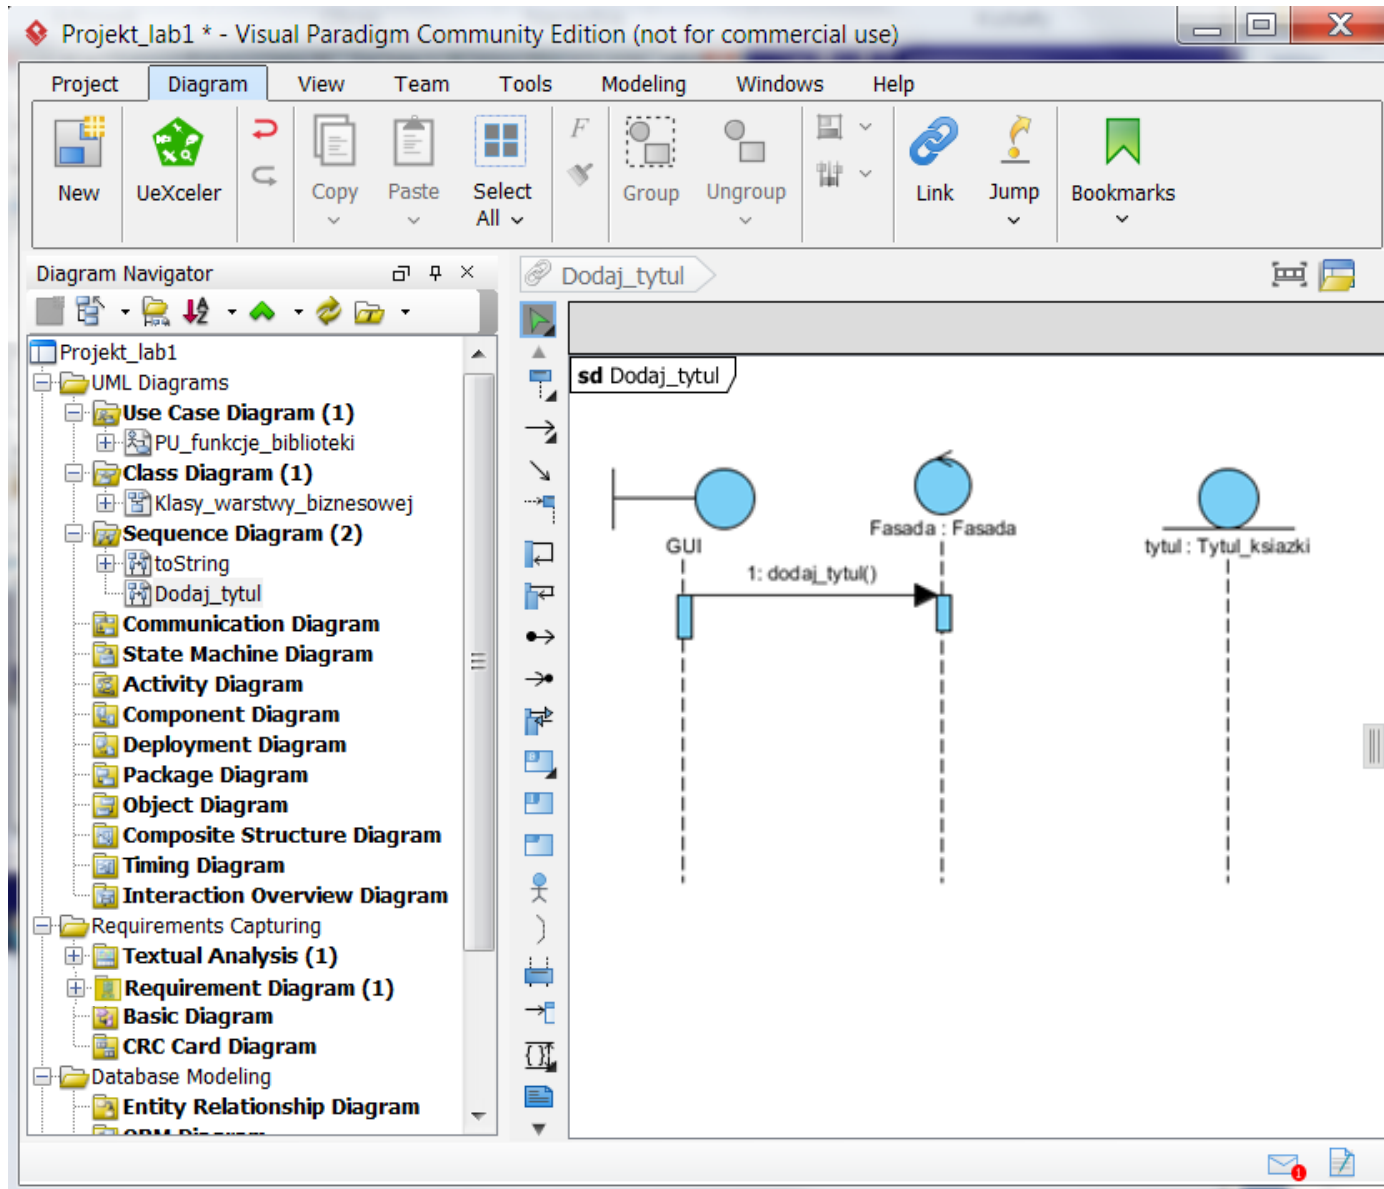 Projekt_lab1 * - Visual Paradigm Community Edition (not for commercial use)
Project Diagram View Team Tools Modeling Windows Help
New
UeXceler
Copy
Paste
Select
All
F
Group
Ungroup
Link
Jump
Bookmarks
Diagram Navigator
Dodaj_tytul
Projekt_lab1
UML Diagrams
Use Case Diagram (1)
PU_funkcje_biblioteki
Class Diagram (1)
Klasy_warstwy_biznesowej
Sequence Diagram (2)
toString
Dodaj_tytul
Communication Diagram
State Machine Diagram
Activity Diagram
Component Diagram
Deployment Diagram
Package Diagram
Object Diagram
Composite Structure Diagram
Timing Diagram
Interaction Overview Diagram
Requirements Capturing
Textual Analysis (1)
Requirement Diagram (1)
Basic Diagram
CRC Card Diagram
Database Modeling
Entity Relationship Diagram
ORM Diagram
sd Dodaj_tytul
GUI
Fasada : Fasada
tytul : Tytul_ksiazki
1: dodaj_tytul()
1